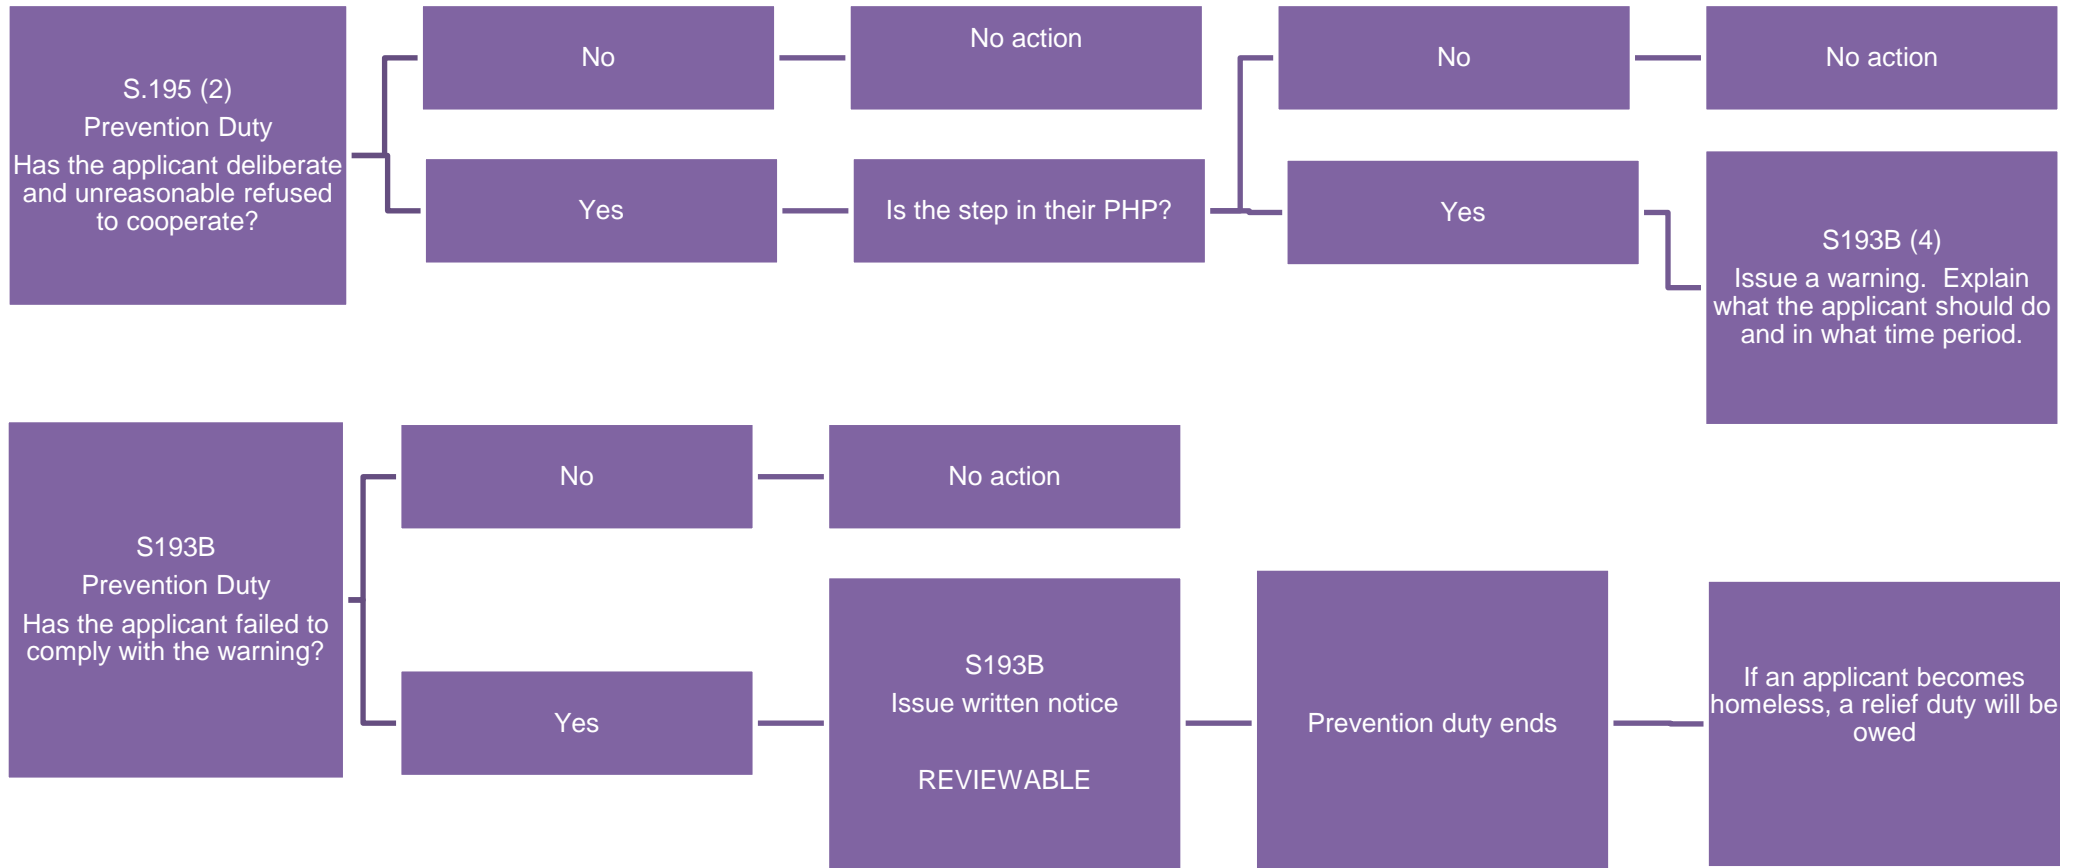 S.195 (2)
Prevention Duty
Has the applicant deliberate
and unreasonable refused
to cooperate?
No
No action
Yes
Is the step in their PHP?
No
No action
Yes
S193B (4)
Issue a warning.  Explain
what the applicant should do
and in what time period.
S193B
Prevention Duty
Has the applicant failed to
comply with the warning?
No
No action
Yes
S193B
Issue written notice
REVIEWABLE
Prevention duty ends
If an applicant becomes
homeless, a relief duty will be
owed